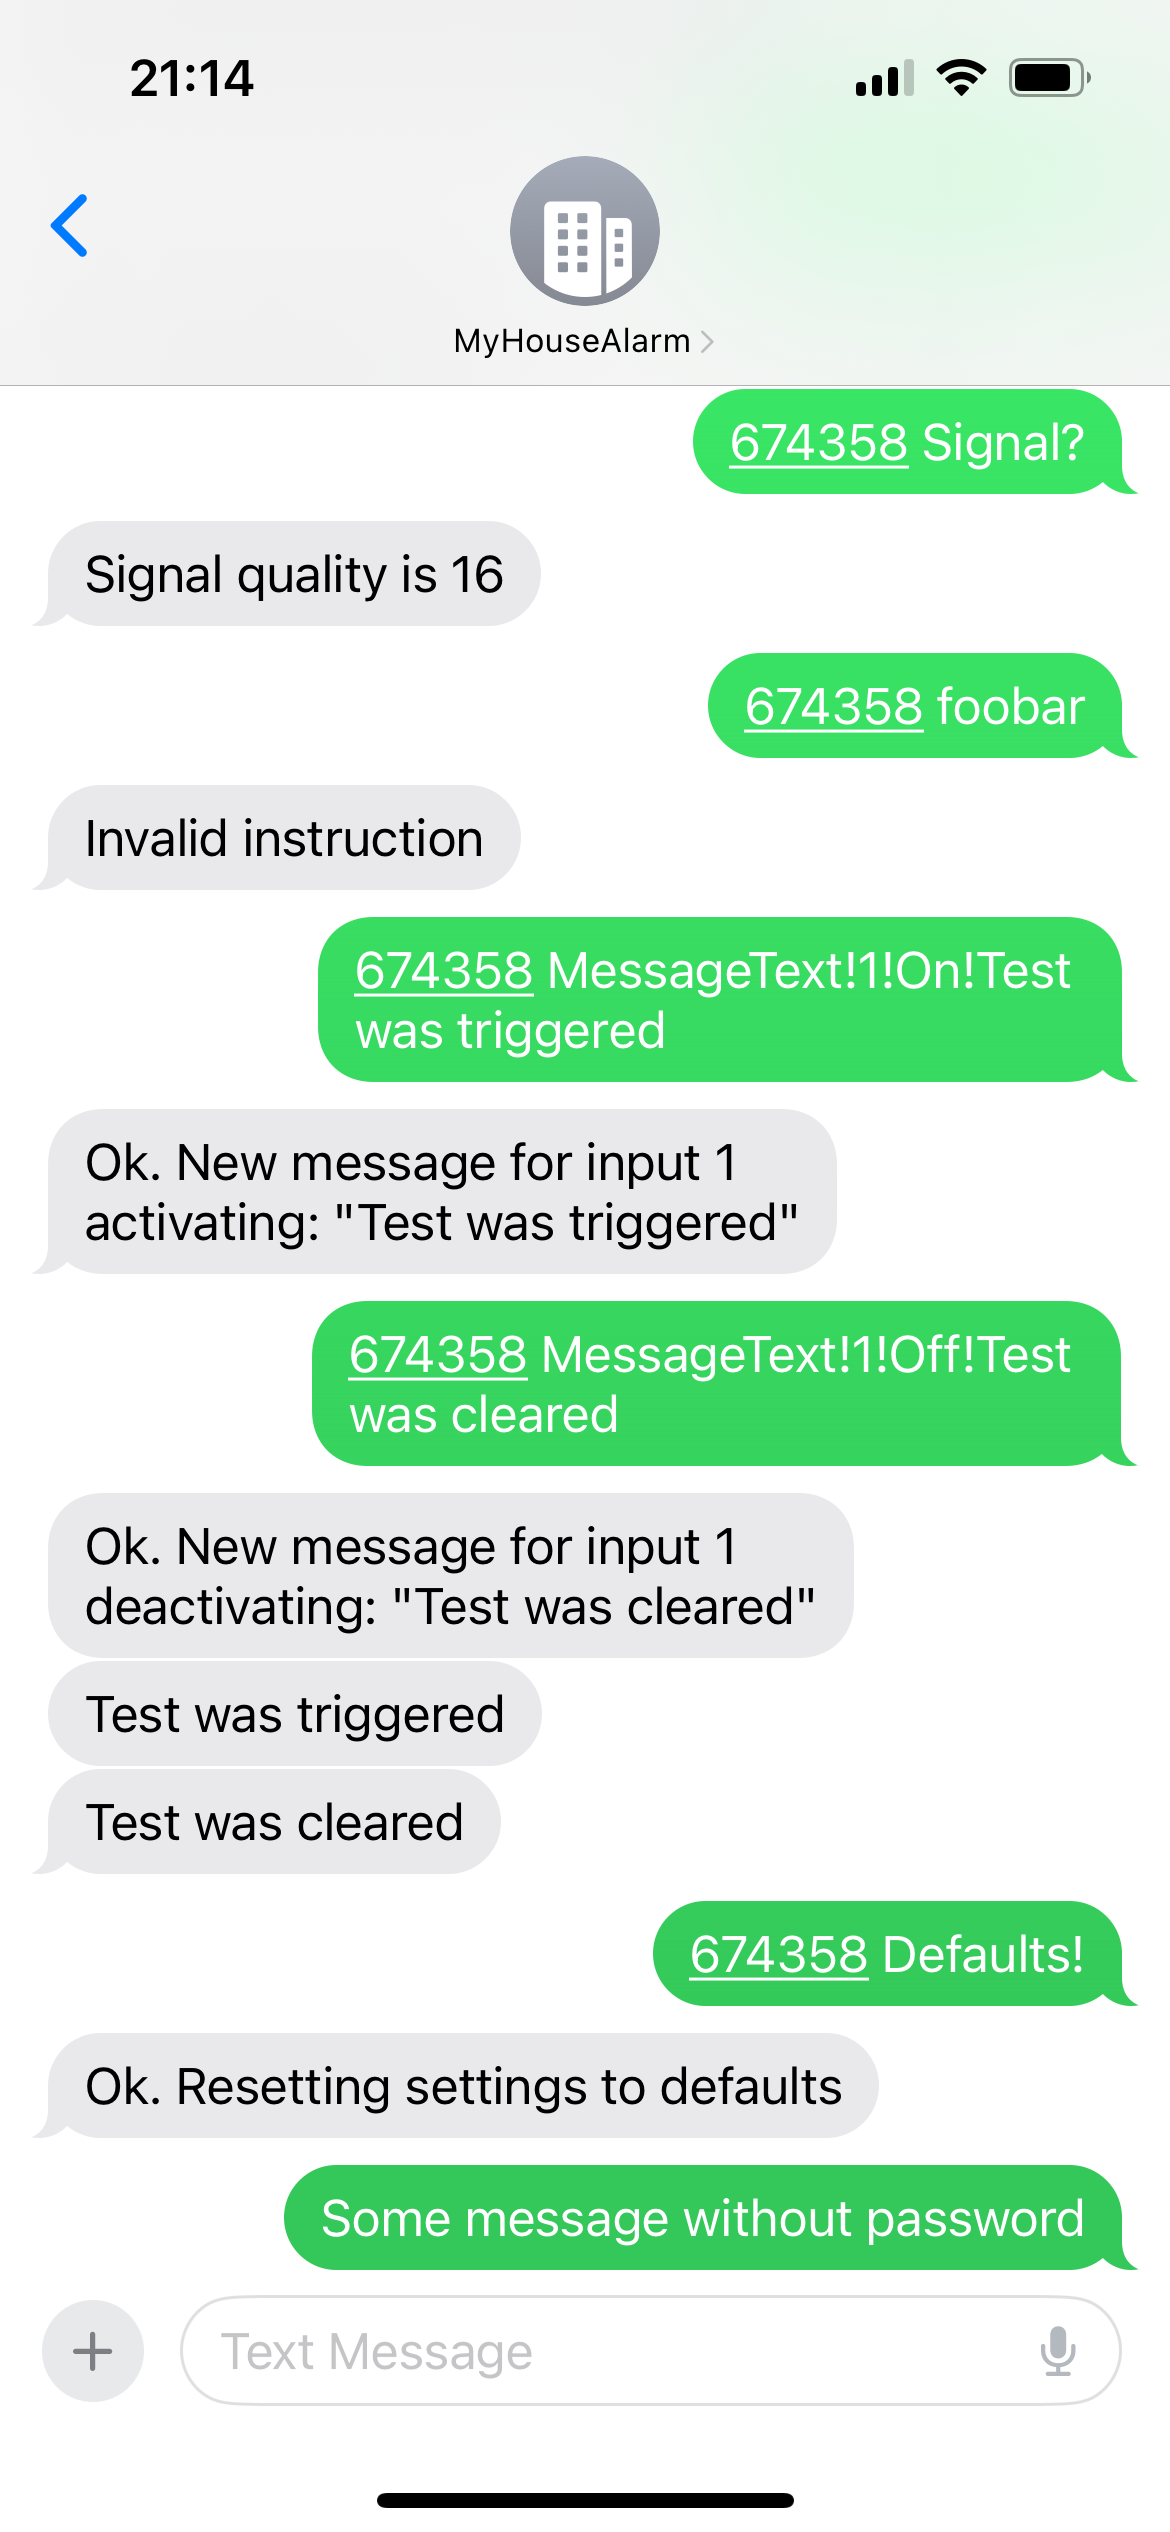 21:14
MyHouseAlarm
674358 Signal?
Signal quality is 16
674358 foobar
Invalid instruction
674358 MessageText!1!On!Test
was triggered
Ok. New message for input 1
activating: "Test was triggered"
674358 MessageText!1!Off!Test
was cleared
Ok. New message for input 1
deactivating: "Test was cleared"
Test was triggered
Test was cleared
674358 Defaults!
Ok. Resetting settings to defaults
Some message without password
Text Message